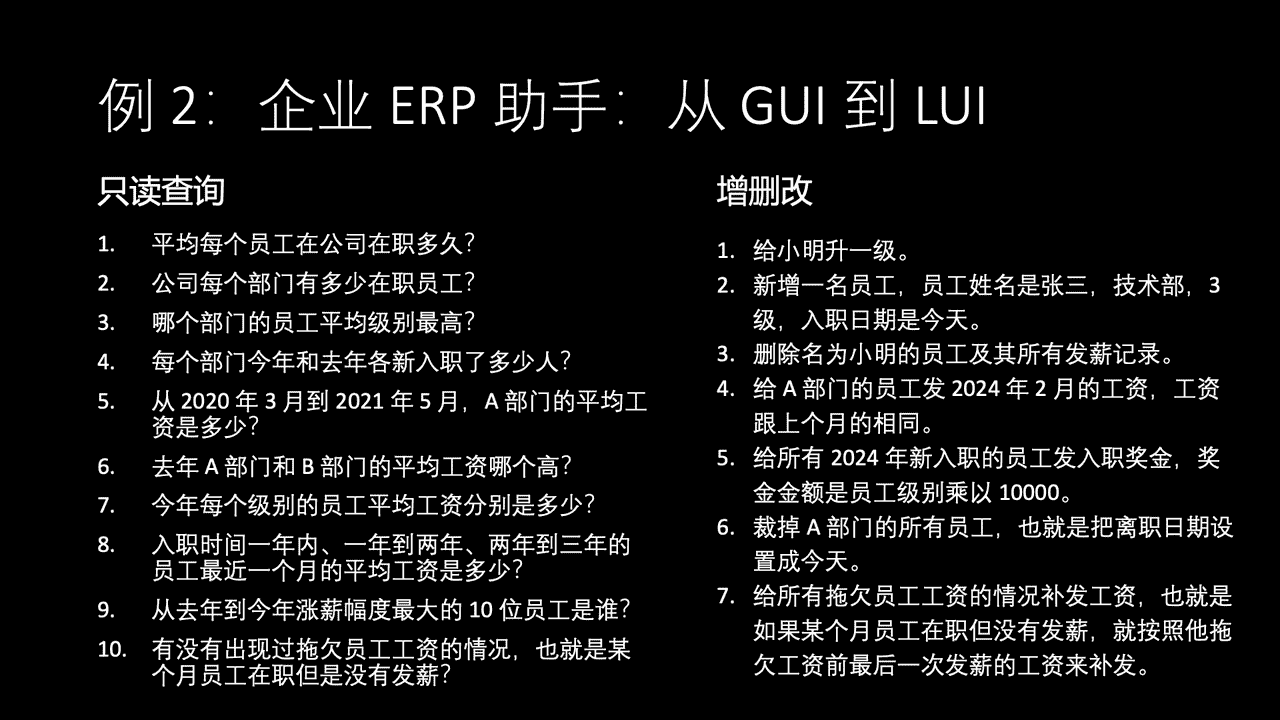 例 2：企业 ERP 助手：从 GUI 到 LUI
只读查询
1. 平均每个员工在公司在职多久？
2. 公司每个部门有多少在职员工？
3. 哪个部门的员工平均级别最高？
4. 每个部门今年和去年各新入职了多少人？
5. 从 2020 年 3 月到 2021 年 5 月，A 部门的平均工
资是多少？
6. 去年 A 部门和 B 部门的平均工资哪个高？
7. 今年每个级别的员工平均工资分别是多少？
8. 入职时间一年内、一年到两年、两年到三年的
员工最近一个月的平均工资是多少？
9. 从去年到今年涨薪幅度最大的 10 位员工是谁？
10. 有没有出现过拖欠员工工资的情况，也就是某
个月员工在职但是没有发薪？
增删改
1. 给小明升一级。
2. 新增一名员工，员工姓名是张三，技术部，3
级，入职日期是今天。
3. 删除名为小明的员工及其所有发薪记录。
4. 给 A 部门的员工发 2024 年 2 月的工资，工资
跟上个月的相同。
5. 给所有 2024 年新入职的员工发入职奖金，奖
金金额是员工级别乘以 10000。
6. 裁掉 A 部门的所有员工，也就是把离职日期设
置成今天。
7. 给所有拖欠员工工资的情况补发工资，也就是
如果某个月员工在职但没有发薪，就按照他拖
欠工资前最后一次发薪的工资来补发。